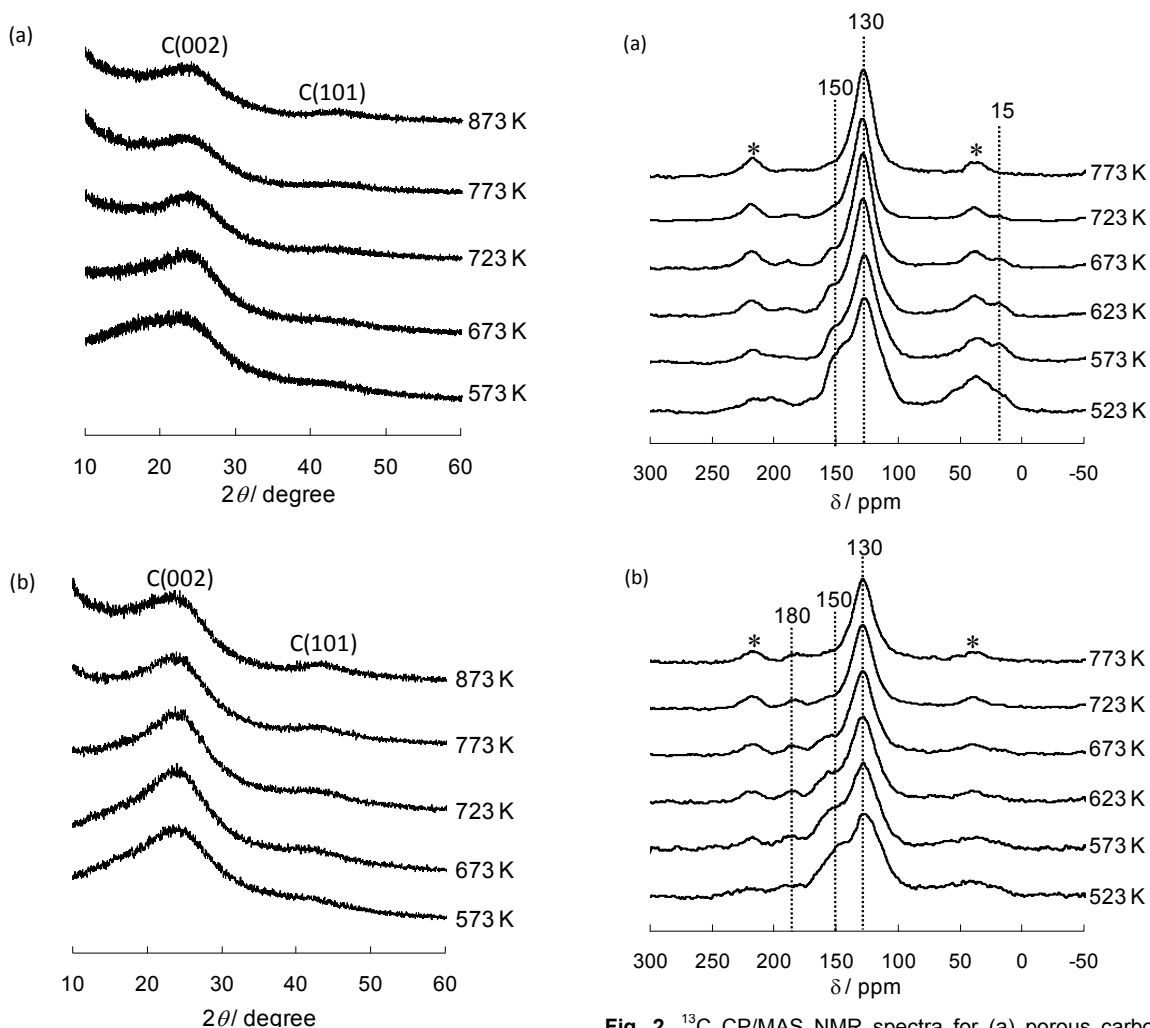 (a)
C(002)
C(101)
873 K
773 K
723 K
673 K
573 K
10 20 30 40 50 60
2θ/ degree
(b)
C(002)
C(101)
873 K
773 K
723 K
673 K
573 K
10 20 30 40 50 60
2θ/ degree
(a)
130
150
15
* *
773 K
723 K
673 K
623 K
573 K
523 K
300 250 200 150 100 50 0 -50
δ / ppm
(b)
130
180 150
* *
773 K
723 K
673 K
623 K
573 K
523 K
300 250 200 150 100 50 0 -50
δ / ppm
Fig. 2 ¹³C CP/MAS NMR spectra for (a) porous carbo